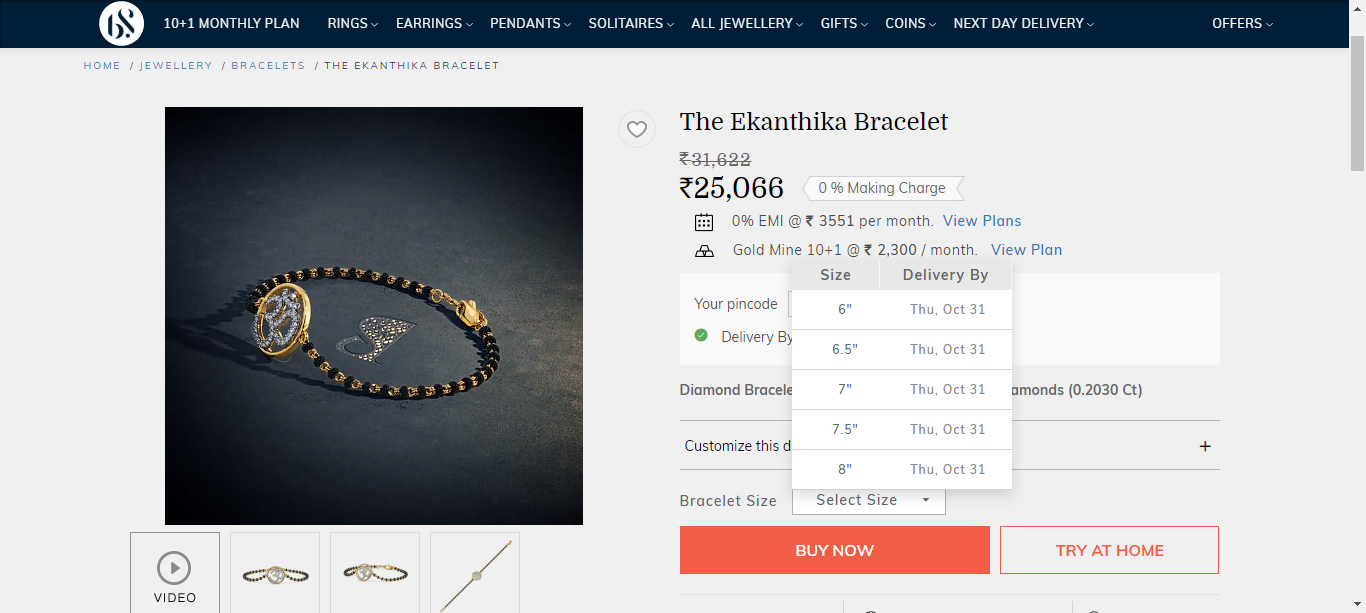 10+1 MONTHLY PLAN RINGS EARRINGS PENDANTS SOLITAIRES ALL JEWELLERY GIFTS COINS NEXT DAY DELIVERY OFFERS
HOME / JEWELLERY / BRACELETS / THE EKANTHIKA BRACELET
The Ekanthika Bracelet
₹31,622
₹25,066 0 % Making Charge
0% EMI @ ₹ 3551 per month. View Plans
Gold Mine 10+1 @ ₹ 2,300 / month. View Plan
Size Delivery By
Your pincode
6" Thu, Oct 31
Delivery By
6.5" Thu, Oct 31
Diamond Bracele amonds (0.2030 Ct)
7" Thu, Oct 31
7.5" Thu, Oct 31
Customize this d +
8" Thu, Oct 31
Bracelet Size Select Size
BUY NOW TRY AT HOME
VIDEO